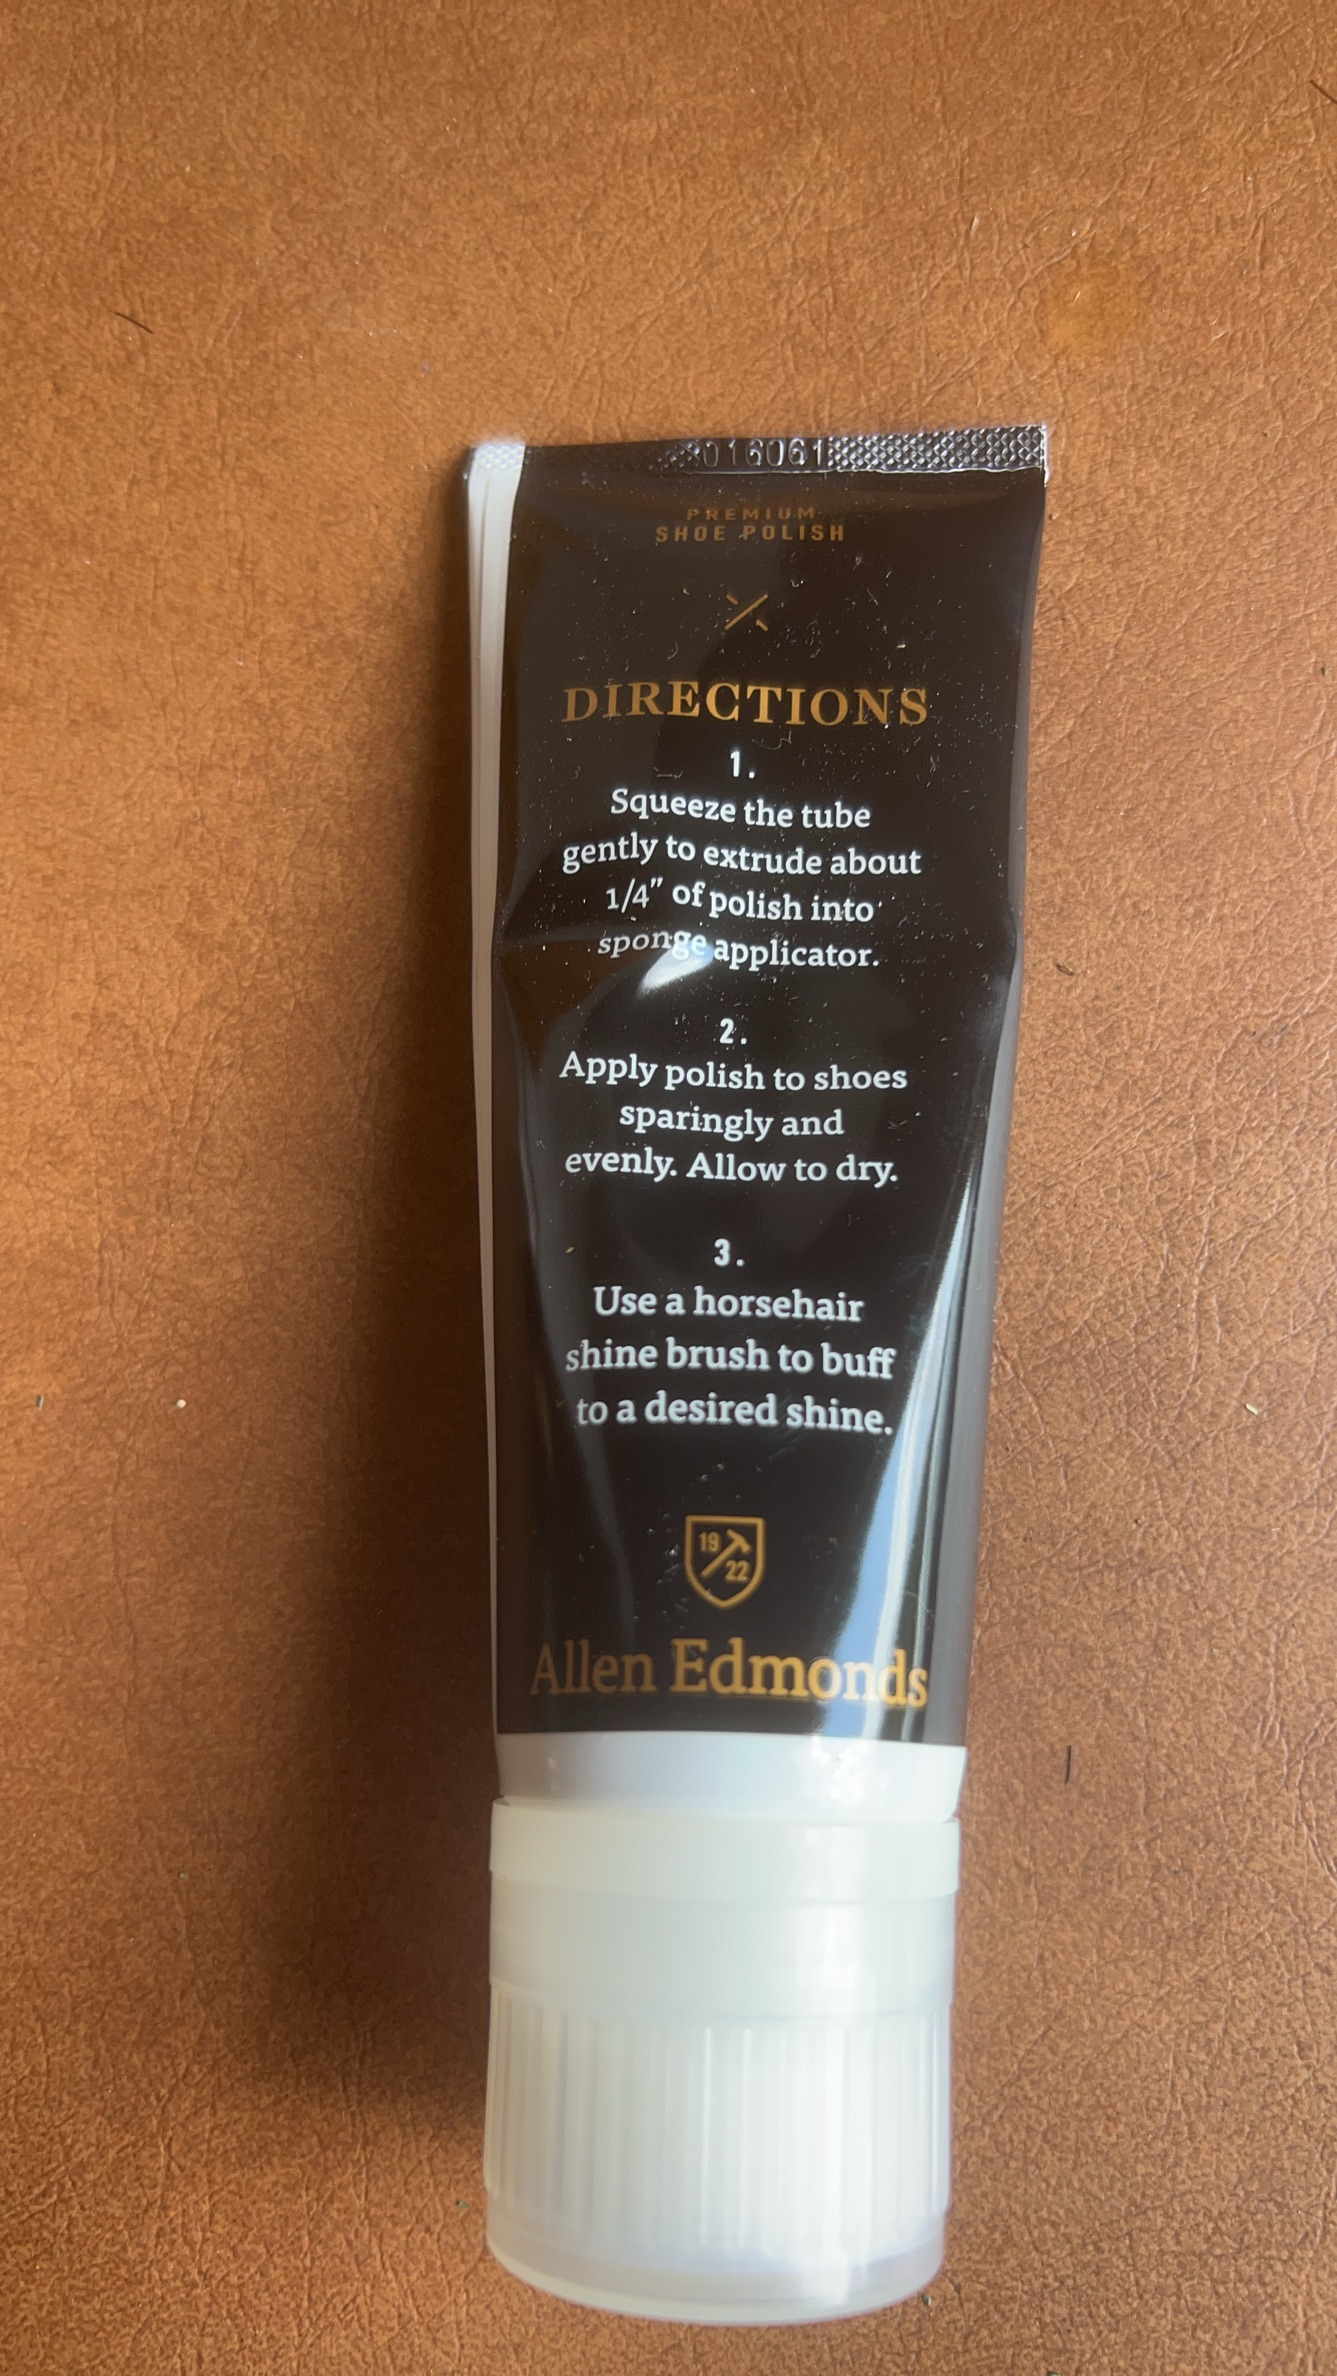 016061
PREMIUM
SHOE POLISH
DIRECTIONS
1.
Squeeze the tube
gently to extrude about
1/4" of polish into
sponge applicator.
2.
Apply polish to shoes
sparingly and
evenly. Allow to dry.
3.
Use a horsehair
shine brush to buff
to a desired shine.
19
22
Allen Edmonds